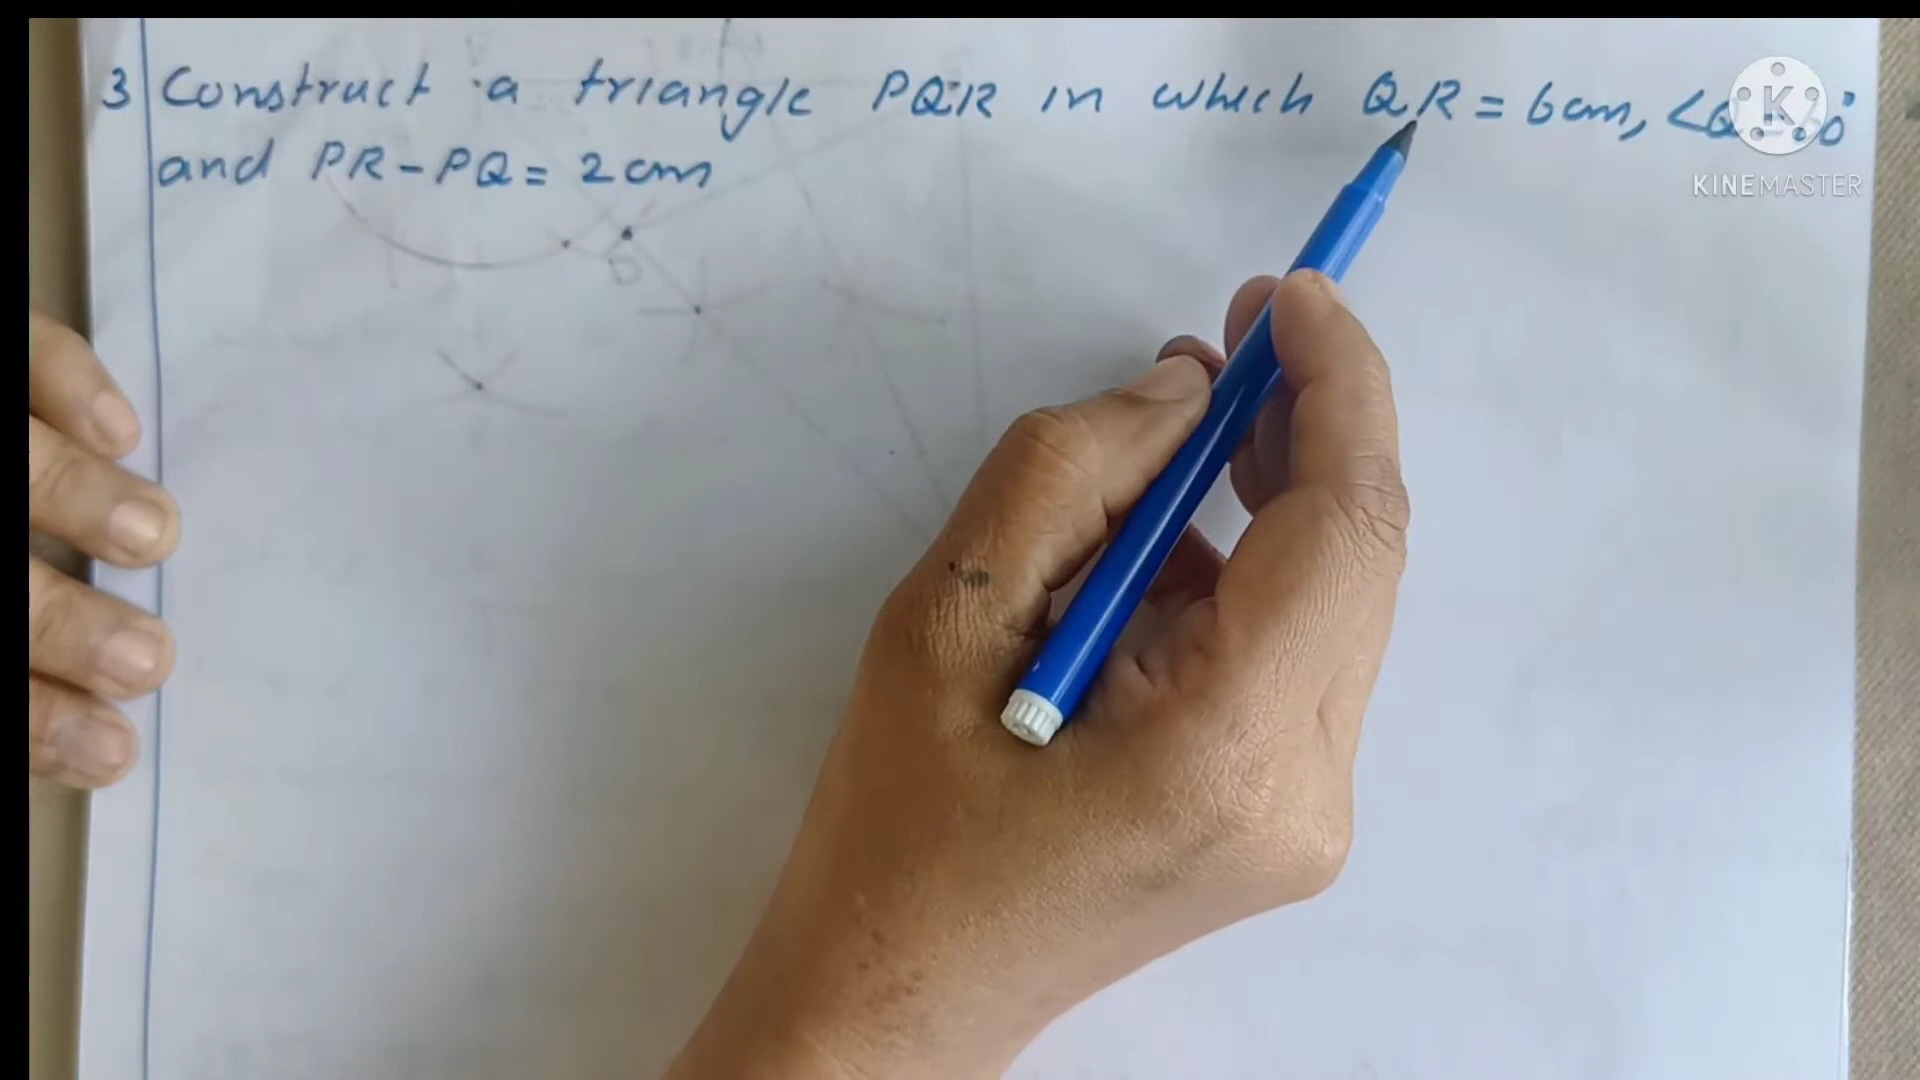 3 Construct a triangle PQR in which QR = 6cm, <Q
and PR - PQ = 2cm
K
KINEMASTER